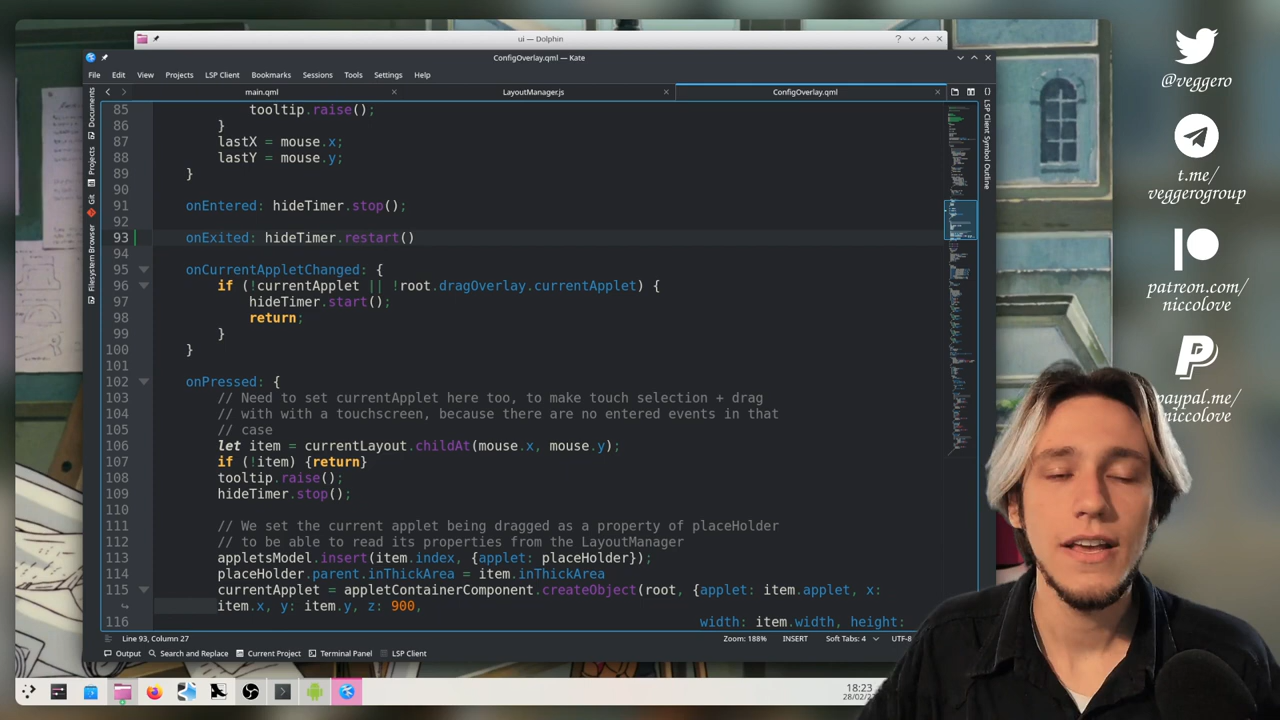 ui — Dolphin
ConfigOverlay.qml — Kate
File Edit View Projects LSP Client Bookmarks Sessions Tools Settings Help
main.qml LayoutManager.js ConfigOverlay.qml
Documents
Projects
Git
Filesystem Browser
LSP Client Symbol Outline
85 tooltip.raise();
86 }
87 lastX = mouse.x;
88 lastY = mouse.y;
89 }
90
91 onEntered: hideTimer.stop();
92
93 onExited: hideTimer.restart()
94
95 onCurrentAppletChanged: {
96 if (!currentApplet || !root.dragOverlay.currentApplet) {
97 hideTimer.start();
98 return;
99 }
100 }
101
102 onPressed: {
103 // Need to set currentApplet here too, to make touch selection + drag
104 // with with a touchscreen, because there are no entered events in that
105 // case
106 let item = currentLayout.childAt(mouse.x, mouse.y);
107 if (!item) {return}
108 tooltip.raise();
109 hideTimer.stop();
110
111 // We set the current applet being dragged as a property of placeHolder
112 // to be able to read its properties from the LayoutManager
113 appletsModel.insert(item.index, {applet: placeHolder});
114 placeHolder.parent.inThickArea = item.inThickArea
115 currentApplet = appletContainerComponent.createObject(root, {applet: item.applet, x:
item.x, y: item.y, z: 900,
116 width: item.width, height:
Line 93, Column 27 Zoom: 188% INSERT Soft Tabs: 4 UTF-8
Output Search and Replace Current Project Terminal Panel LSP Client
18:23
@veggero
t.me/
veggerogroup
patreon.com/
niccolove
paypal.me/
niccolove